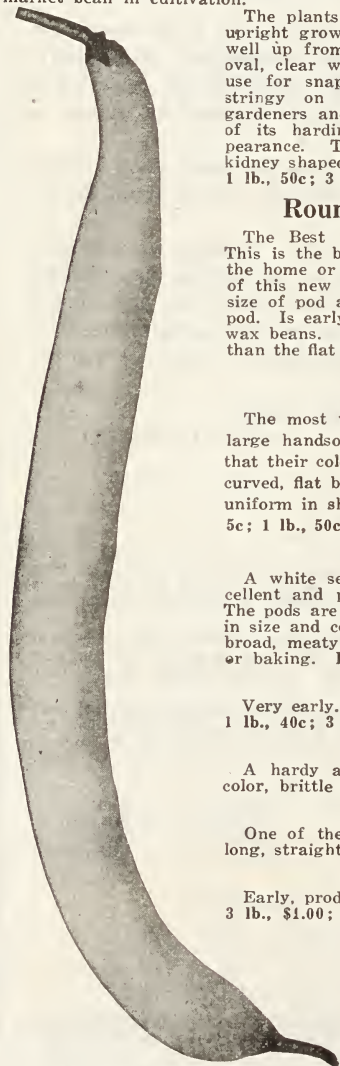 market bean in cultivation.
The plants
upright grow
well up from
oval, clear w
use for snap
stringy on
gardeners an
of its hardin
pearance. T
kidney shaped
1 lb., 50c; 3
Roun
The Best
This is the b
the home or
of this new
size of pod a
pod. Is early
wax beans.
than the flat
The most v
large handso
that their col
curved, flat b
uniform in sh
5c; 1 lb., 50c
A white se
cellent and p
The pods are
in size and co
broad, meaty
or baking.
Very early.
1 lb., 40c; 3
A hardy a
color, brittle
One of the
long, straight
Early, prod
3 lb., $1.00;